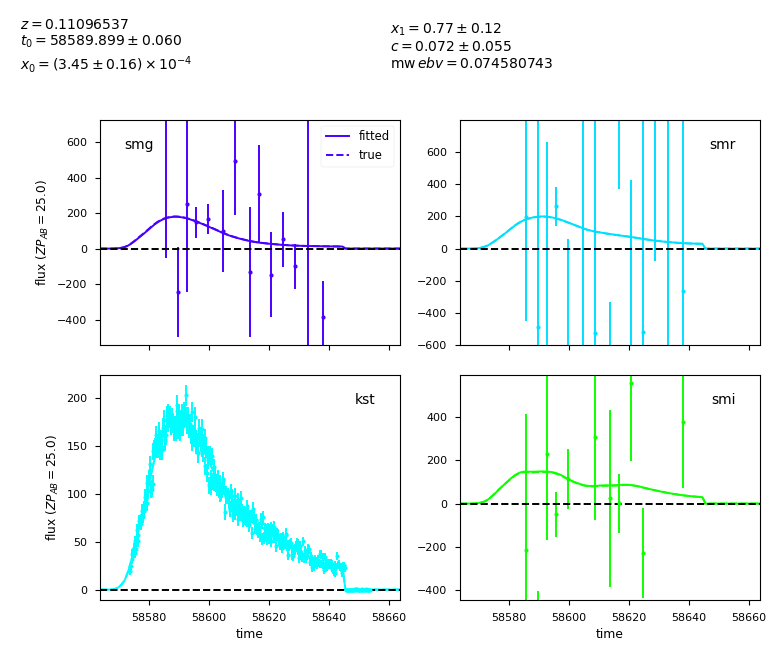 z = 0.11096537
t₀ = 58589.899 ± 0.060
x₀ = (3.45 ± 0.16) × 10⁻⁴
x₁ = 0.77 ± 0.12
c = 0.072 ± 0.055
mw ebv = 0.074580743
smg
fitted
true
600
400
200
0
−200
−400
flux (ZP_AB = 25.0)
smr
600
400
200
0
−200
−400
−600
kst
200
150
100
50
0
flux (ZP_AB = 25.0)
58580 58600 58620 58640 58660
time
smi
400
200
0
−200
−400
58580 58600 58620 58640 58660
time